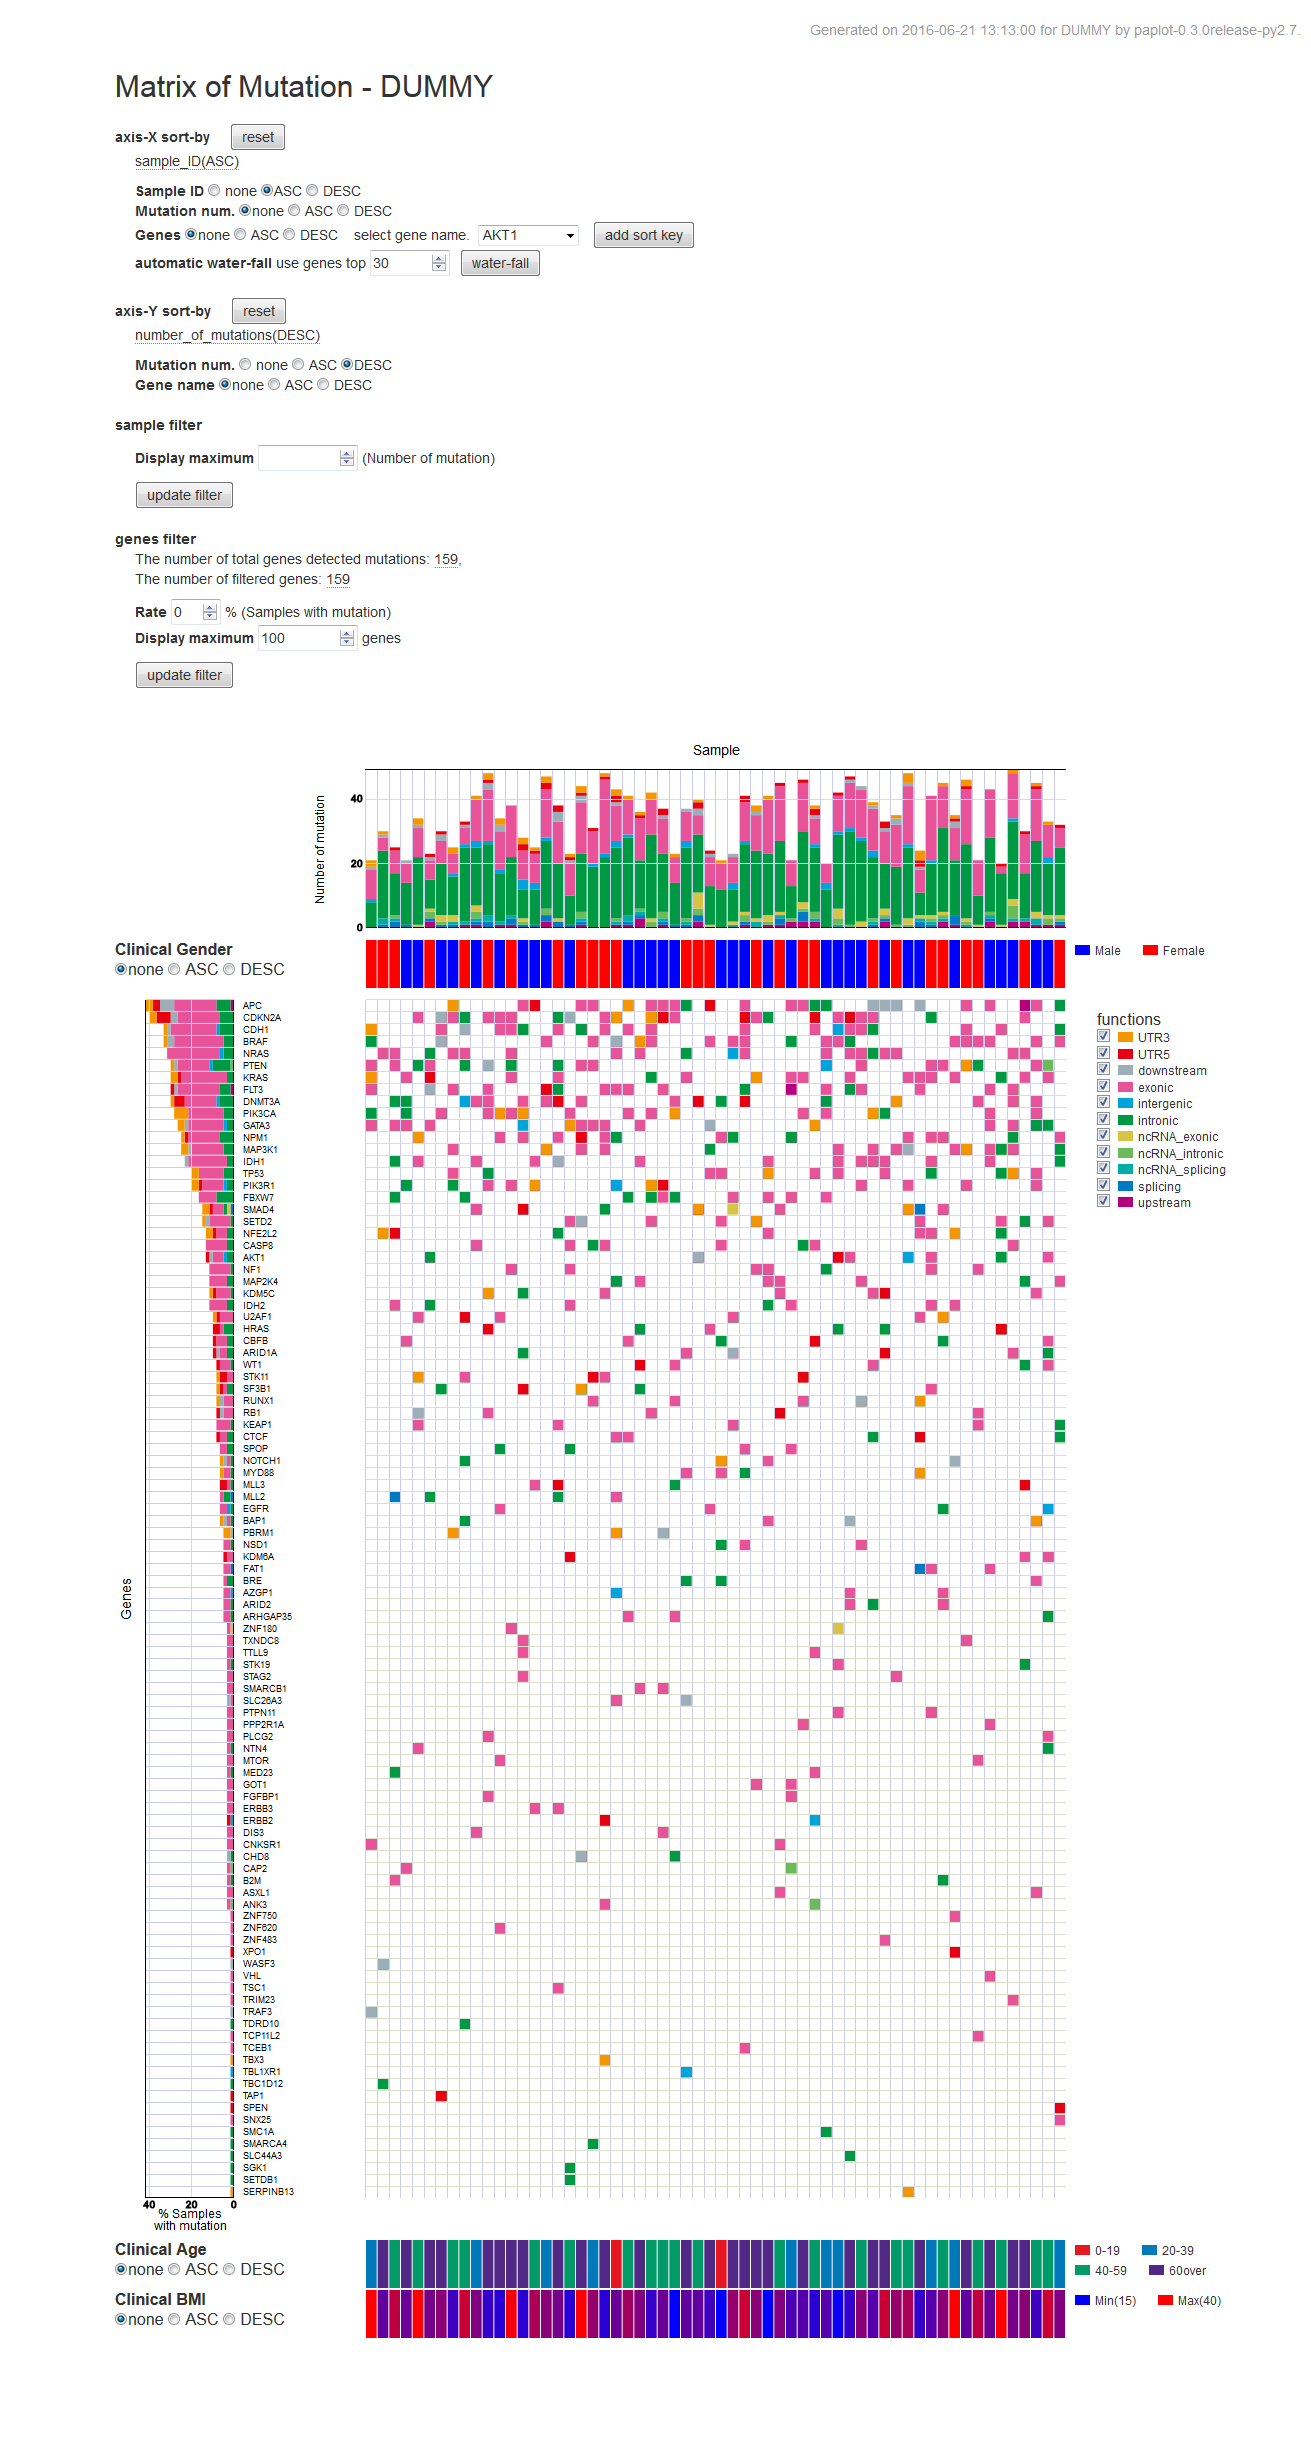 Generated on 2016-06-21 13:13:00 for DUMMY by paplot-0.3.0release-py2.7.
Matrix of Mutation - DUMMY
axis-X sort-by reset
sample_ID(ASC)
Sample ID none ASC DESC
Mutation num. none ASC DESC
Genes none ASC DESC select gene name. AKT1 add sort key
automatic water-fall use genes top 30 water-fall
axis-Y sort-by reset
number_of_mutations(DESC)
Mutation num. none ASC DESC
Gene name none ASC DESC
sample filter
Display maximum (Number of mutation)
update filter
genes filter
The number of total genes detected mutations: 159,
The number of filtered genes: 159
Rate 0 % (Samples with mutation)
Display maximum 100 genes
update filter
Sample
Number of mutation
40
20
0
Clinical Gender
none ASC DESC
Male Female
functions
UTR3
UTR5
downstream
exonic
intergenic
intronic
ncRNA_exonic
ncRNA_intronic
ncRNA_splicing
splicing
upstream
Genes
APC
CDKN2A
CDH1
BRAF
NRAS
PTEN
KRAS
FLT3
DNMT3A
PIK3CA
GATA3
NPM1
MAP3K1
IDH1
TP53
PIK3R1
FBXW7
SMAD4
SETD2
NFE2L2
CASP8
AKT1
NF1
MAP2K4
KDM5C
IDH2
U2AF1
HRAS
CBFB
ARID1A
WT1
STK11
SF3B1
RUNX1
RB1
KEAP1
CTCF
SPOP
NOTCH1
MYD88
MLL3
MLL2
EGFR
BAP1
PBRM1
NSD1
KDM6A
FAT1
BRE
AZGP1
ARID2
ARHGAP35
ZNF180
TXNDC8
TTLL9
STK19
STAG2
SMARCB1
SLC26A3
PTPN11
PPP2R1A
PLCG2
NTN4
MTOR
MED23
GOT1
FGFBP1
ERBB3
ERBB2
DIS3
CNKSR1
CHD8
CAP2
B2M
ASXL1
ANK3
ZNF750
ZNF620
ZNF483
XPO1
WASF3
VHL
TSC1
TRIM23
TRAF3
TDRD10
TCP11L2
TCEB1
TBX3
TBL1XR1
TBC1D12
TAP1
SPEN
SNX25
SMC1A
SMARCA4
SLC44A3
SGK1
SETDB1
SERPINB13
40 20 0
% Samples
with mutation
Clinical Age
none ASC DESC
0-19 20-39
40-59 60over
Clinical BMI
none ASC DESC
Min(15) Max(40)